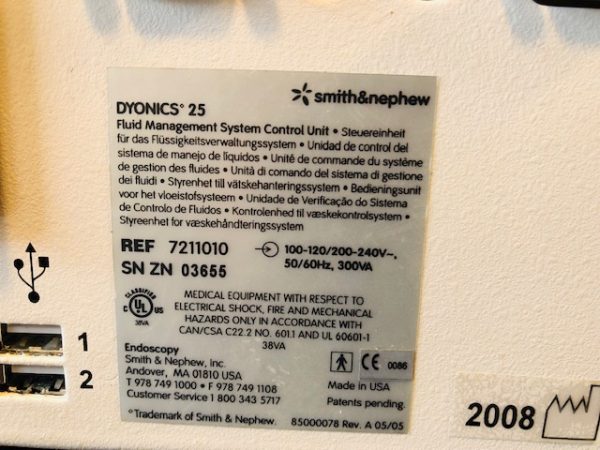 smith&nephew
DYONICS° 25
Fluid Management System Control Unit • Steuereinheit
für das Flüssigkeitsverwaltungssystem • Unidad de control del
sistema de manejo de líquidos • Unité de commande du système
de gestion des fluides • Unità di comando del sistema di gestione
dei fluidi • Styrenhet till vätskehanteringssystem • Bedieningsunit
voor het vloeistofsysteem • Unidade de Verificação do Sistema
de Controlo de Fluidos • Kontrolenhed til væskekontrolsystem •
Styreenhet for væskehåndteringssystem
REF 7211010
100-120/200-240V~,
50/60Hz, 300VA
SN ZN 03655
CLASSIFIED
C UL US
38VA
MEDICAL EQUIPMENT WITH RESPECT TO
ELECTRICAL SHOCK, FIRE AND MECHANICAL
HAZARDS ONLY IN ACCORDANCE WITH
CAN/CSA C22.2 NO. 601.1 AND UL 60601-1
38VA
Endoscopy
Smith & Nephew, Inc.
Andover, MA 01810 USA
T 978 749 1000 • F 978 749 1108
Customer Service 1 800 343 5717
CE 0086
Made in USA
Patents pending.
°Trademark of Smith & Nephew.
85000078 Rev. A 05/05
1
2
2008